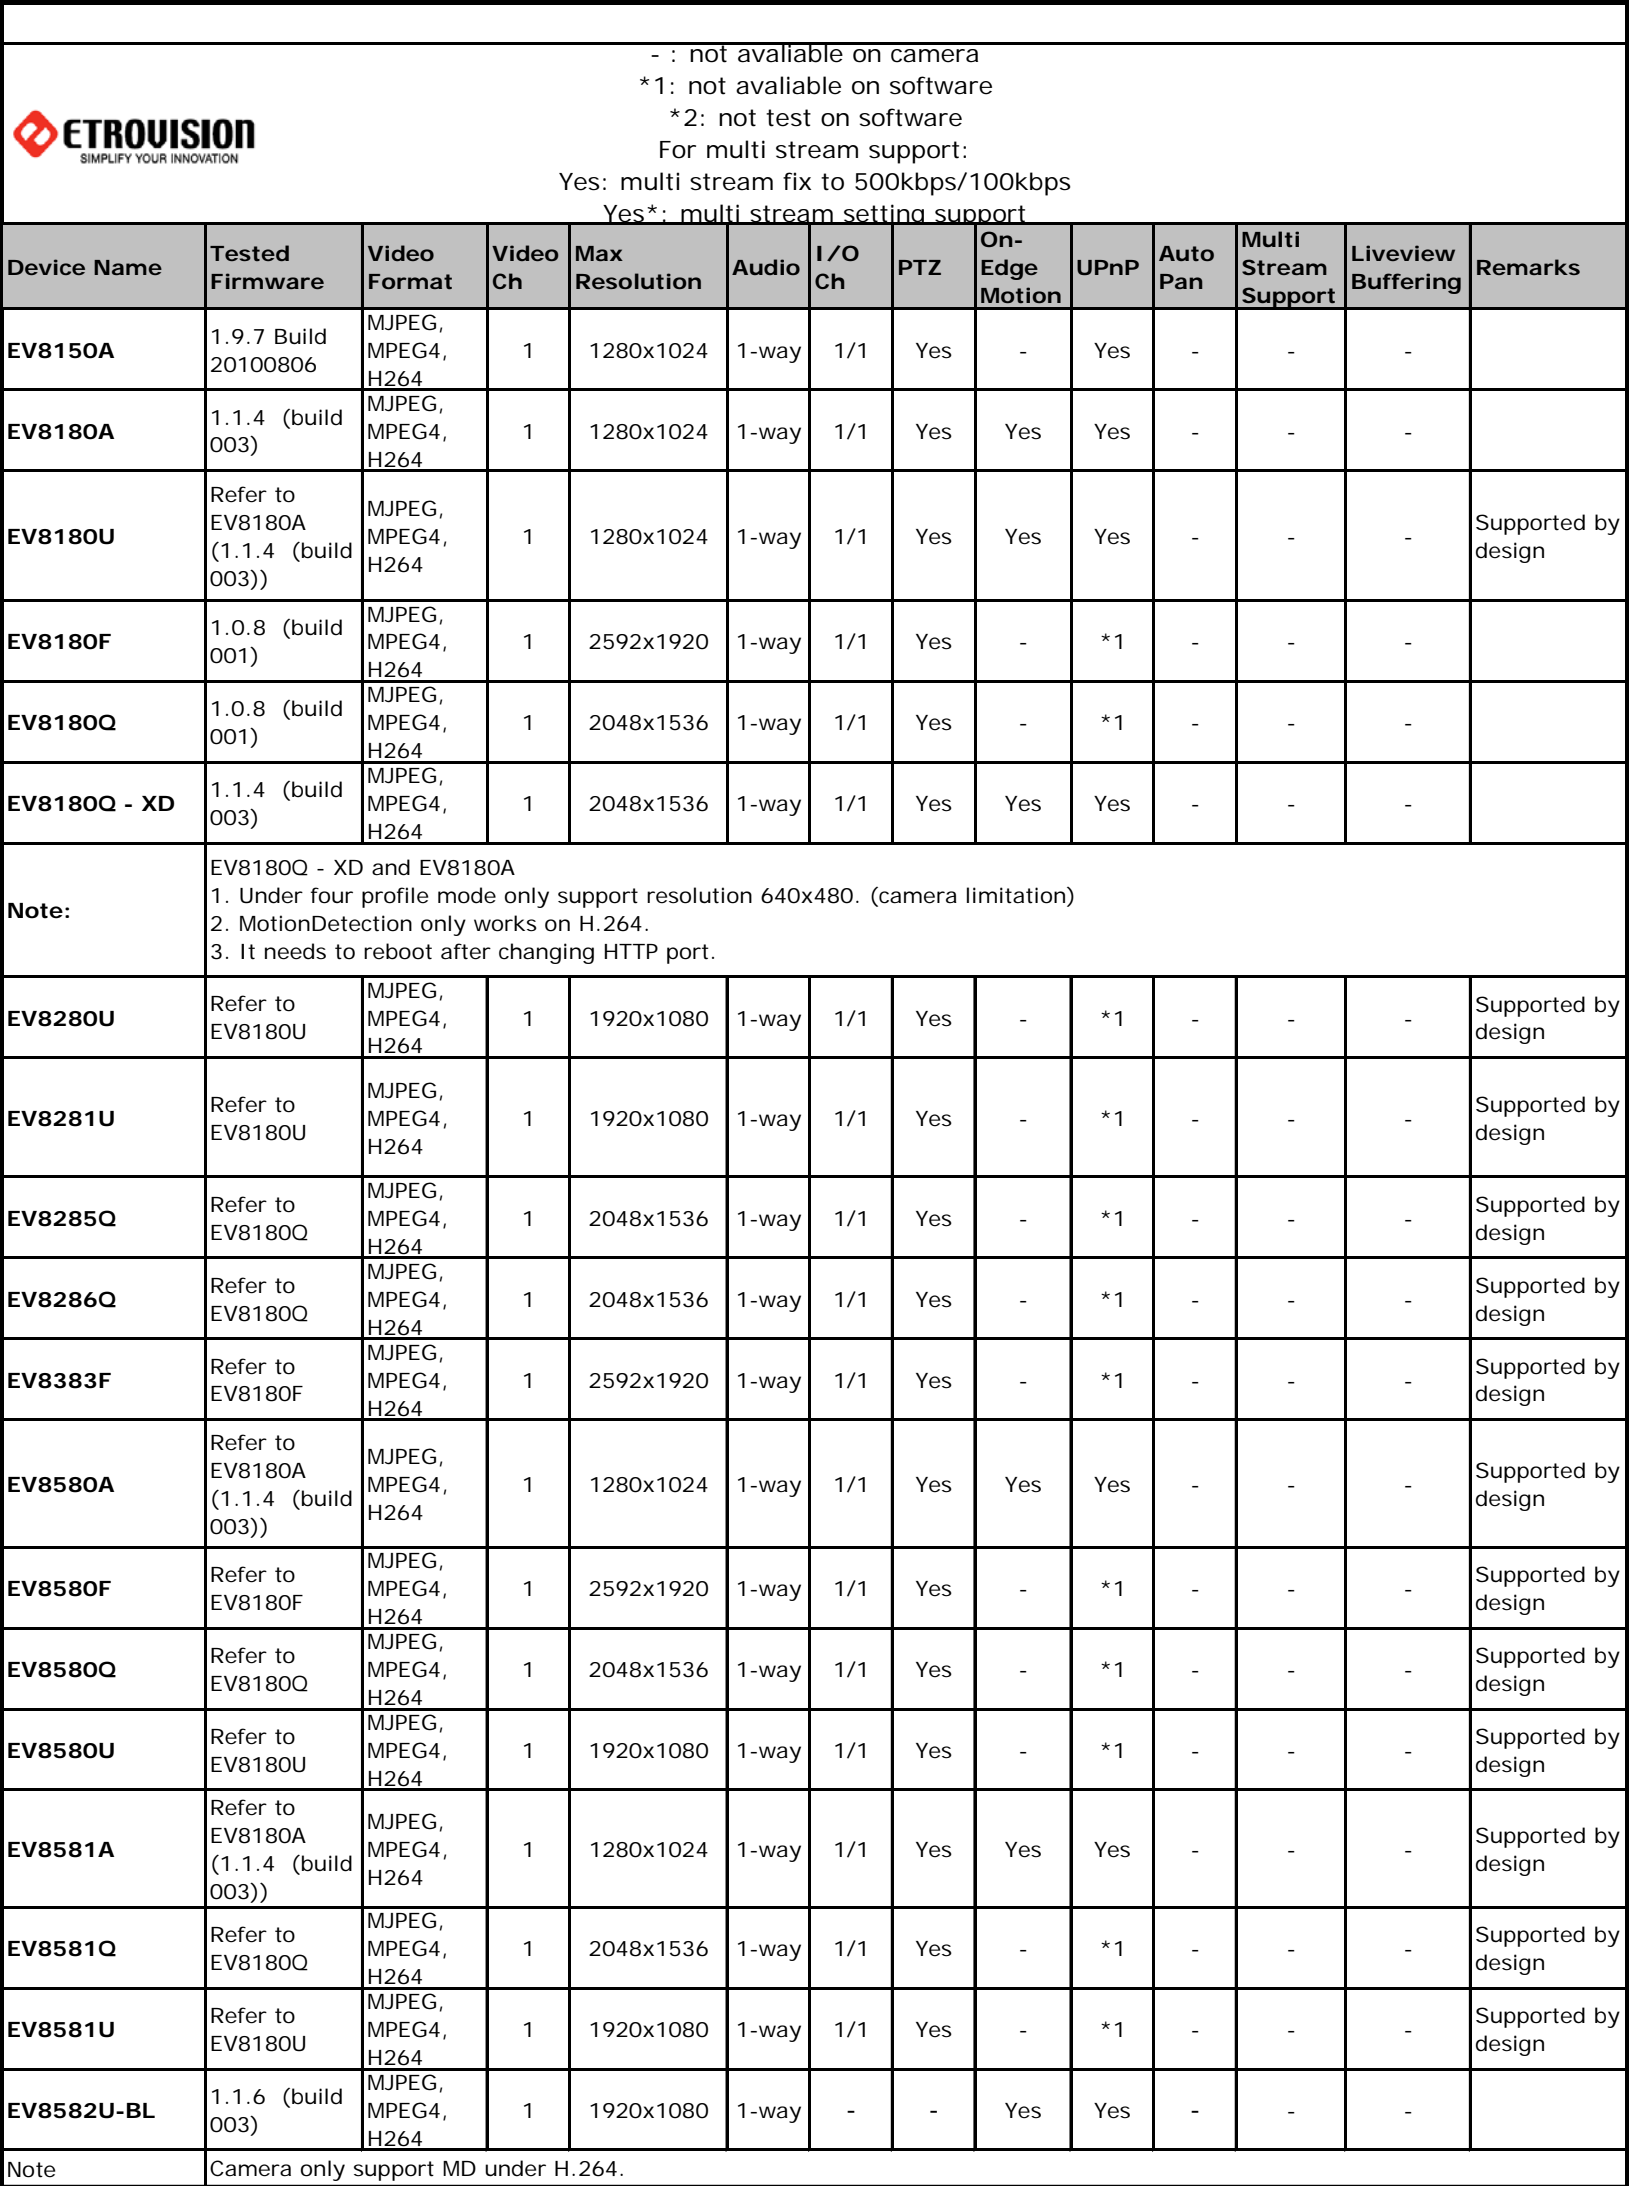 - : not avaliable on camera
*1: not avaliable on software
*2: not test on software
For multi stream support:
Yes: multi stream fix to 500kbps/100kbps
Yes*: multi stream setting support
ETROVISION
SIMPLIFY YOUR INNOVATION
Device Name | Tested Firmware | Video Format | Video Ch | Max Resolution | Audio | I/O Ch | PTZ | On-Edge Motion | UPnP | Auto Pan | Multi Stream Support | Liveview Buffering | Remarks
EV8150A | 1.9.7 Build 20100806 | MJPEG, MPEG4, H264 | 1 | 1280x1024 | 1-way | 1/1 | Yes | - | Yes | - | - | - |
EV8180A | 1.1.4 (build 003) | MJPEG, MPEG4, H264 | 1 | 1280x1024 | 1-way | 1/1 | Yes | Yes | Yes | - | - | - |
EV8180U | Refer to EV8180A (1.1.4 (build 003)) | MJPEG, MPEG4, H264 | 1 | 1280x1024 | 1-way | 1/1 | Yes | Yes | Yes | - | - | - | Supported by design
EV8180F | 1.0.8 (build 001) | MJPEG, MPEG4, H264 | 1 | 2592x1920 | 1-way | 1/1 | Yes | - | *1 | - | - | - |
EV8180Q | 1.0.8 (build 001) | MJPEG, MPEG4, H264 | 1 | 2048x1536 | 1-way | 1/1 | Yes | - | *1 | - | - | - |
EV8180Q - XD | 1.1.4 (build 003) | MJPEG, MPEG4, H264 | 1 | 2048x1536 | 1-way | 1/1 | Yes | Yes | Yes | - | - | - |
Note:
EV8180Q - XD and EV8180A
1. Under four profile mode only support resolution 640x480. (camera limitation)
2. MotionDetection only works on H.264.
3. It needs to reboot after changing HTTP port.
EV8280U | Refer to EV8180U | MJPEG, MPEG4, H264 | 1 | 1920x1080 | 1-way | 1/1 | Yes | - | *1 | - | - | - | Supported by design
EV8281U | Refer to EV8180U | MJPEG, MPEG4, H264 | 1 | 1920x1080 | 1-way | 1/1 | Yes | - | *1 | - | - | - | Supported by design
EV8285Q | Refer to EV8180Q | MJPEG, MPEG4, H264 | 1 | 2048x1536 | 1-way | 1/1 | Yes | - | *1 | - | - | - | Supported by design
EV8286Q | Refer to EV8180Q | MJPEG, MPEG4, H264 | 1 | 2048x1536 | 1-way | 1/1 | Yes | - | *1 | - | - | - | Supported by design
EV8383F | Refer to EV8180F | MJPEG, MPEG4, H264 | 1 | 2592x1920 | 1-way | 1/1 | Yes | - | *1 | - | - | - | Supported by design
EV8580A | Refer to EV8180A (1.1.4 (build 003)) | MJPEG, MPEG4, H264 | 1 | 1280x1024 | 1-way | 1/1 | Yes | Yes | Yes | - | - | - | Supported by design
EV8580F | Refer to EV8180F | MJPEG, MPEG4, H264 | 1 | 2592x1920 | 1-way | 1/1 | Yes | - | *1 | - | - | - | Supported by design
EV8580Q | Refer to EV8180Q | MJPEG, MPEG4, H264 | 1 | 2048x1536 | 1-way | 1/1 | Yes | - | *1 | - | - | - | Supported by design
EV8580U | Refer to EV8180U | MJPEG, MPEG4, H264 | 1 | 1920x1080 | 1-way | 1/1 | Yes | - | *1 | - | - | - | Supported by design
EV8581A | Refer to EV8180A (1.1.4 (build 003)) | MJPEG, MPEG4, H264 | 1 | 1280x1024 | 1-way | 1/1 | Yes | Yes | Yes | - | - | - | Supported by design
EV8581Q | Refer to EV8180Q | MJPEG, MPEG4, H264 | 1 | 2048x1536 | 1-way | 1/1 | Yes | - | *1 | - | - | - | Supported by design
EV8581U | Refer to EV8180U | MJPEG, MPEG4, H264 | 1 | 1920x1080 | 1-way | 1/1 | Yes | - | *1 | - | - | - | Supported by design
EV8582U-BL | 1.1.6 (build 003) | MJPEG, MPEG4, H264 | 1 | 1920x1080 | 1-way | - | - | Yes | Yes | - | - | - |
Note | Camera only support MD under H.264.